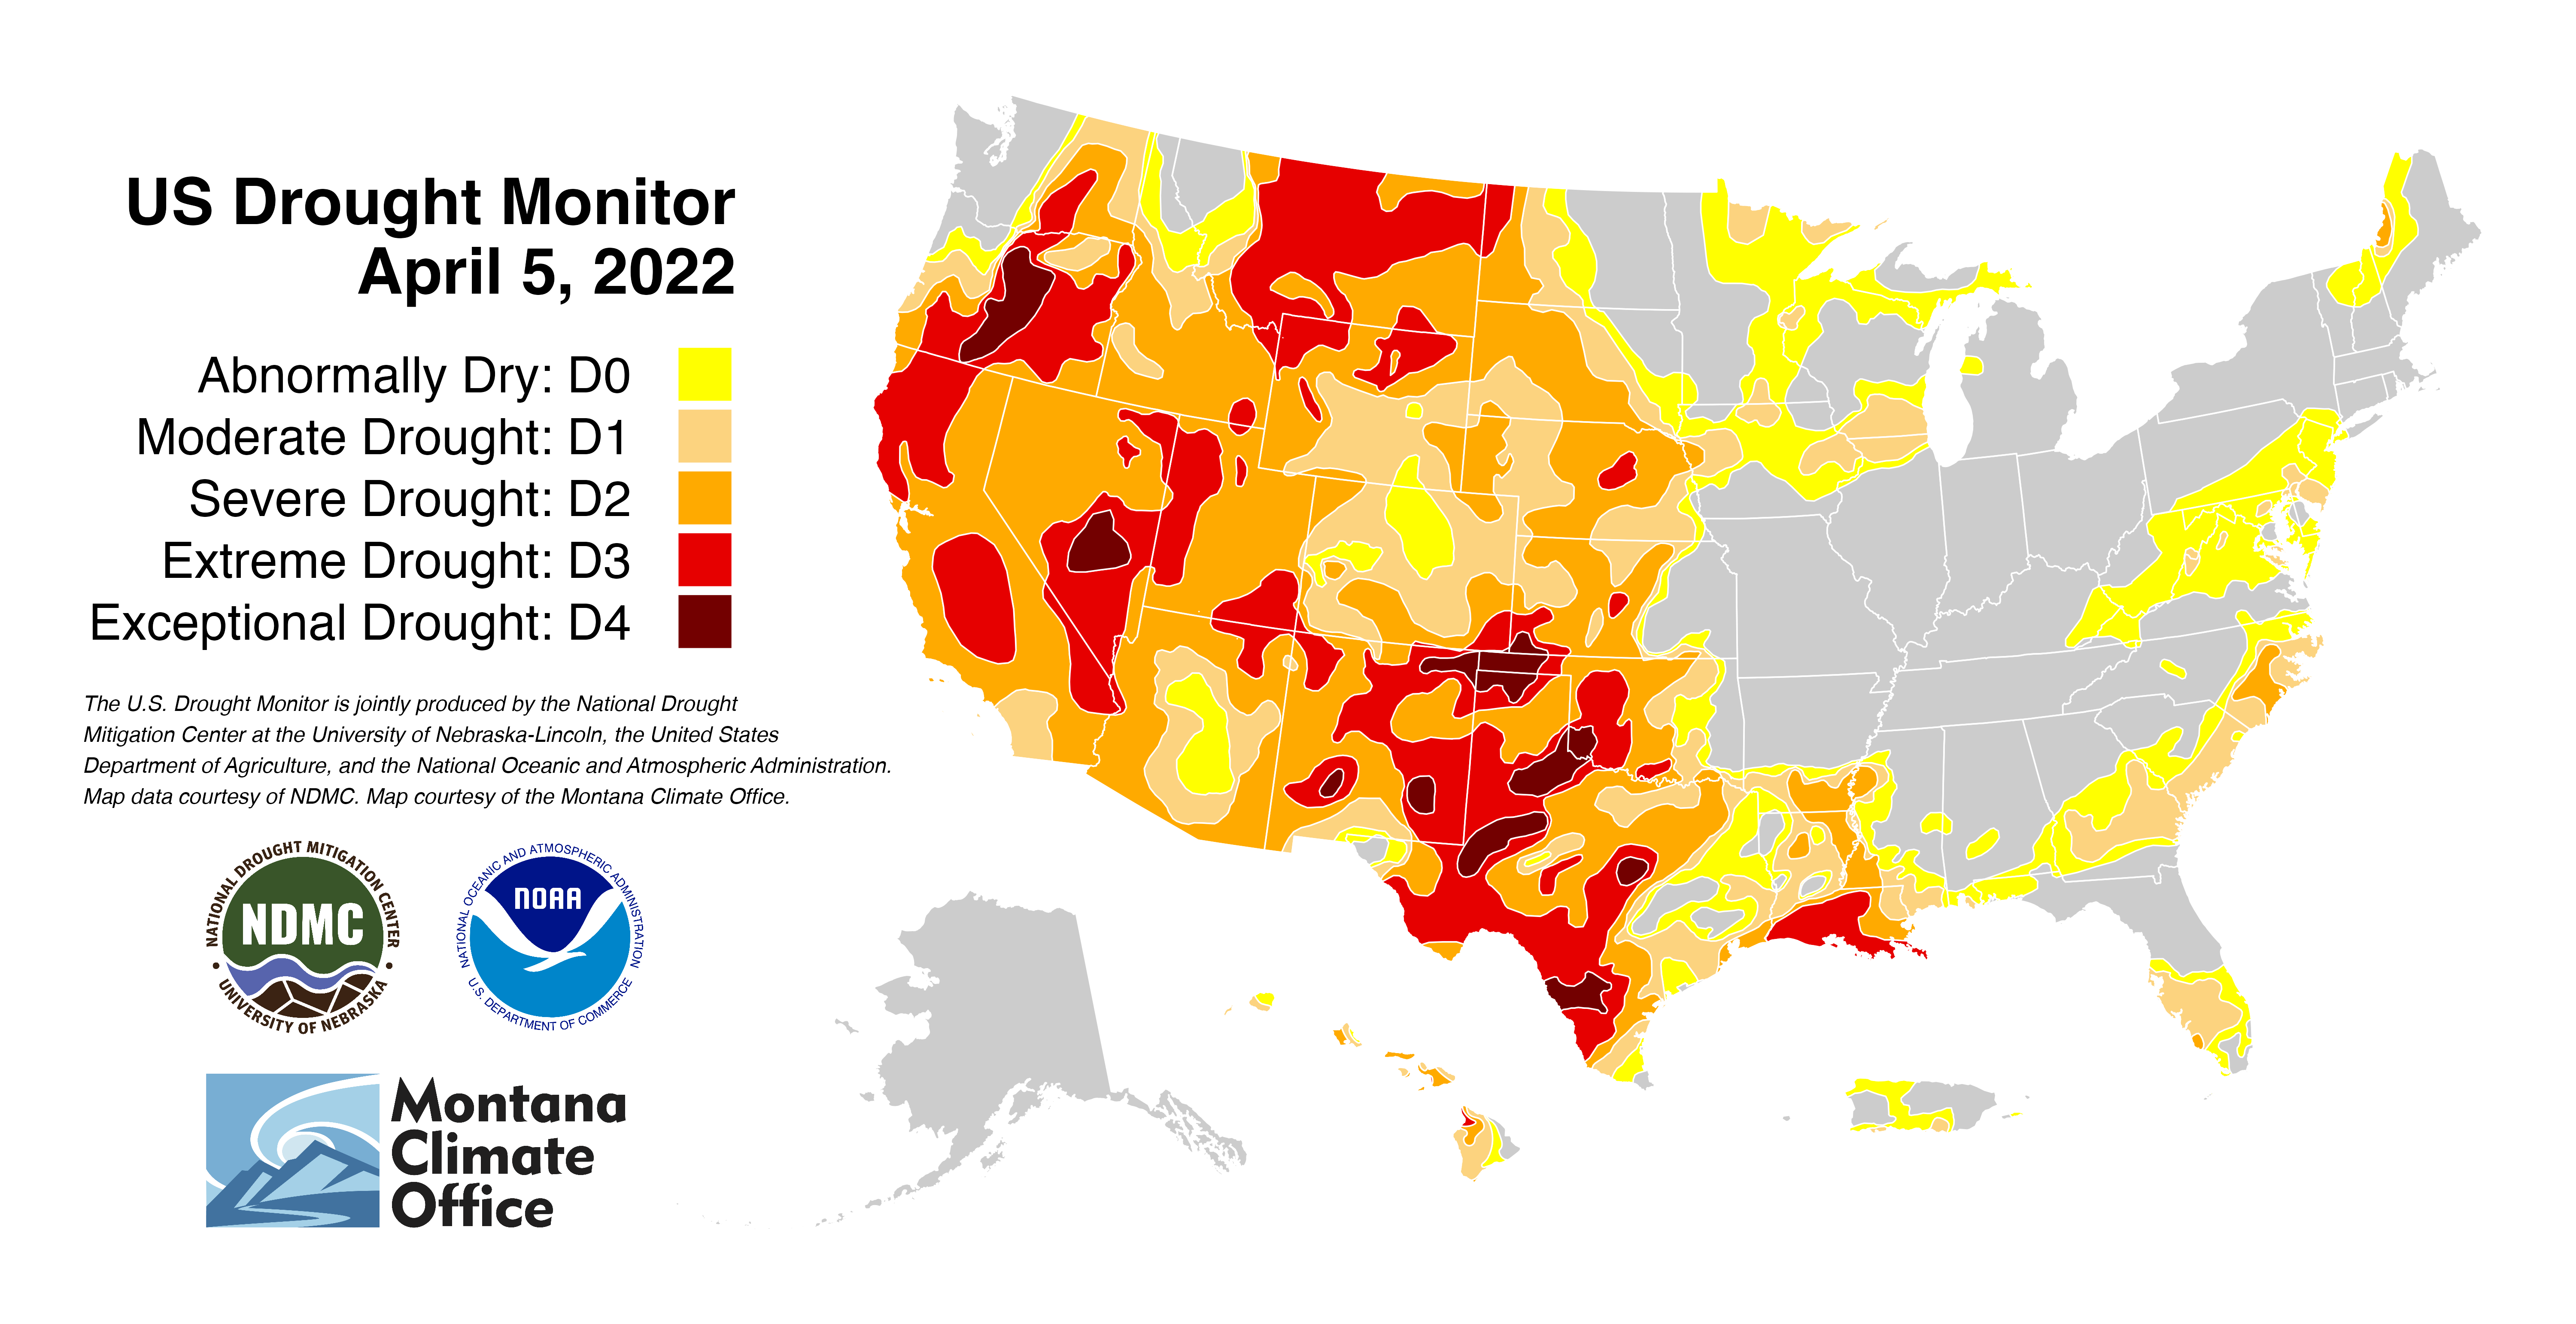 US Drought Monitor
April 5, 2022
Abnormally Dry: D0
Moderate Drought: D1
Severe Drought: D2
Extreme Drought: D3
Exceptional Drought: D4
The U.S. Drought Monitor is jointly produced by the National Drought
Mitigation Center at the University of Nebraska-Lincoln, the United States
Department of Agriculture, and the National Oceanic and Atmospheric Administration.
Map data courtesy of NDMC. Map courtesy of the Montana Climate Office.
NATIONAL DROUGHT MITIGATION CENTER
NDMC
• UNIVERSITY OF NEBRASKA •
NATIONAL OCEANIC AND ATMOSPHERIC ADMINISTRATION
NOAA
U.S. DEPARTMENT OF COMMERCE
Montana
Climate
Office